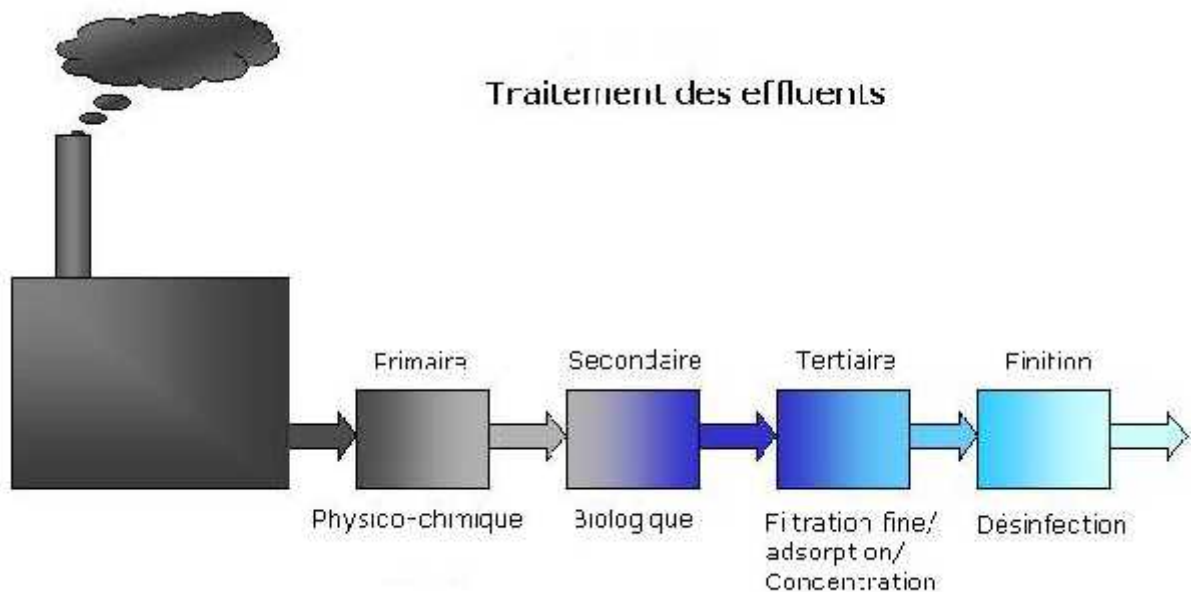 Traitement des effluents
Primaire
Secondaire
Tertiaire
Finition
Physico-chimique
Biologique
Filtration fine/
adsorption/
Concentration
Désinfection